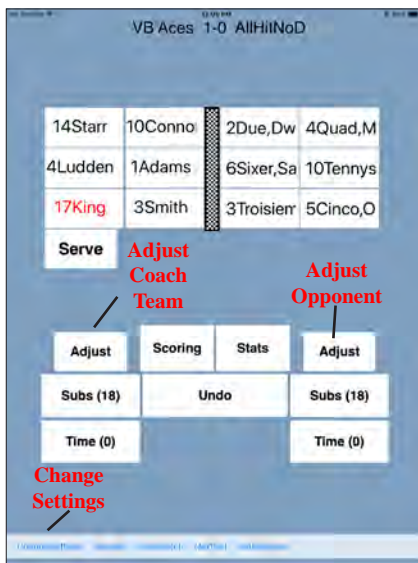 VB Aces 1-0 AllHitNoD
14Starr 10Conno 2Due,Dw 4Quad,M
4Ludden 1Adams 6Sixer,Sa 10Tennys
17King 3Smith 3Troisier 5Cinco,O
Serve
Adjust
Coach
Team
Adjust
Opponent
Adjust Scoring Stats Adjust
Subs (18) Undo Subs (18)
Time (0) Time (0)
Change
Settings